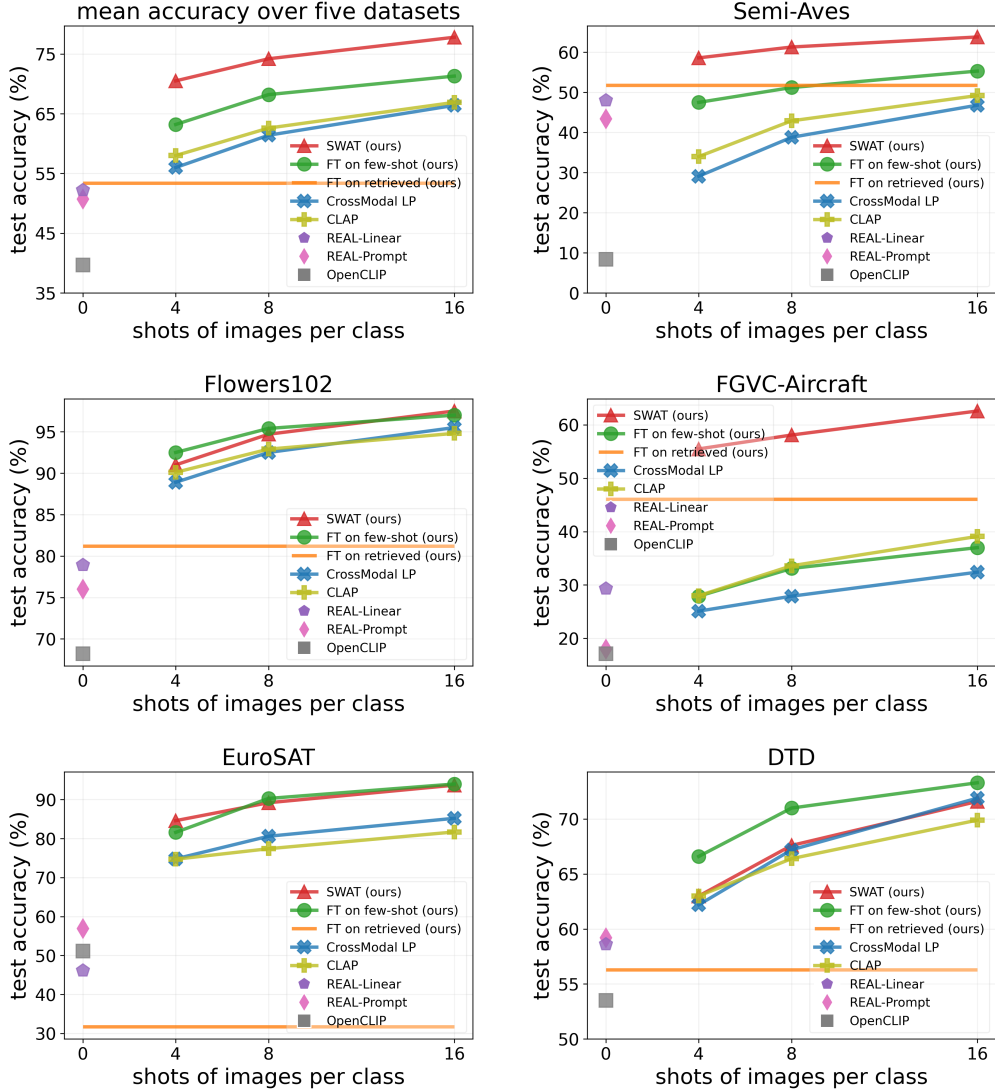 mean accuracy over five datasets
test accuracy (%)
75
65
55
45
35
SWAT (ours)
FT on few-shot (ours)
FT on retrieved (ours)
CrossModal LP
CLAP
REAL-Linear
REAL-Prompt
OpenCLIP
0 4 8 16
shots of images per class
Semi-Aves
test accuracy (%)
60
50
40
30
20
10
0
SWAT (ours)
FT on few-shot (ours)
FT on retrieved (ours)
CrossModal LP
CLAP
REAL-Linear
REAL-Prompt
OpenCLIP
0 4 8 16
shots of images per class
Flowers102
test accuracy (%)
95
90
85
80
75
70
SWAT (ours)
FT on few-shot (ours)
FT on retrieved (ours)
CrossModal LP
CLAP
REAL-Linear
REAL-Prompt
OpenCLIP
0 4 8 16
shots of images per class
FGVC-Aircraft
test accuracy (%)
60
50
40
30
20
SWAT (ours)
FT on few-shot (ours)
FT on retrieved (ours)
CrossModal LP
CLAP
REAL-Linear
REAL-Prompt
OpenCLIP
0 4 8 16
shots of images per class
EuroSAT
test accuracy (%)
90
80
70
60
50
40
30
SWAT (ours)
FT on few-shot (ours)
FT on retrieved (ours)
CrossModal LP
CLAP
REAL-Linear
REAL-Prompt
OpenCLIP
0 4 8 16
shots of images per class
DTD
test accuracy (%)
70
65
60
55
50
SWAT (ours)
FT on few-shot (ours)
FT on retrieved (ours)
CrossModal LP
CLAP
REAL-Linear
REAL-Prompt
OpenCLIP
0 4 8 16
shots of images per class